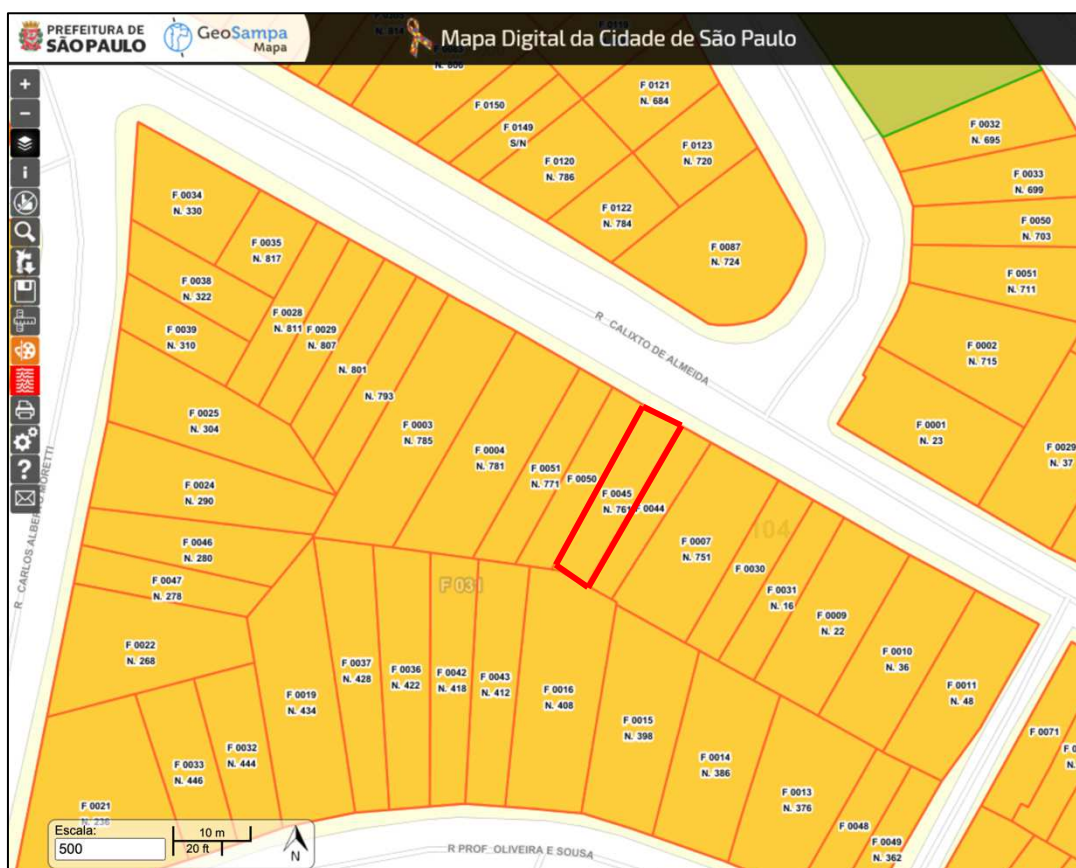 PREFEITURA DE
SÃO PAULO
GeoSampa
Mapa
Mapa Digital da Cidade de São Paulo
N. 814
N. 806
F 0150
F 0149
S/N
F 0121
N. 684
F 0120
N. 786
F 0123
N. 720
F 0122
N. 784
F 0087
N. 724
F 0032
N. 695
F 0033
N. 699
F 0050
N. 703
F 0051
N. 711
F 0002
N. 715
F 0001
N. 23
F 0029
N. 37
R CALIXTO DE ALMEIDA
F 0034
N. 330
F 0035
N. 817
F 0038
N. 322
F 0028
N. 811
F 0029
N. 807
F 0039
N. 310
N. 801
N. 793
F 0025
N. 304
F 0003
N. 785
F 0004
N. 781
F 0051
N. 771
F 0050
F 0045
N. 761
F 0044
F 0007
N. 751
104
F 0030
F 0031
N. 16
F 0009
N. 22
F 0010
N. 36
F 0011
N. 48
F 0024
N. 290
F 0046
N. 280
F 0047
N. 278
F 031
F 0022
N. 268
F 0019
N. 434
F 0037
N. 428
F 0036
N. 422
F 0042
N. 418
F 0043
N. 412
F 0016
N. 408
F 0015
N. 398
F 0014
N. 386
F 0013
N. 376
F 0048
F 0049
N. 362
F 0071
F 0032
N. 444
F 0033
N. 446
F 0021
N. 236
R CARLOS ALBERTO MORETTI
R PROF OLIVEIRA E SOUSA
Escala:
500
10 m
20 ft
N